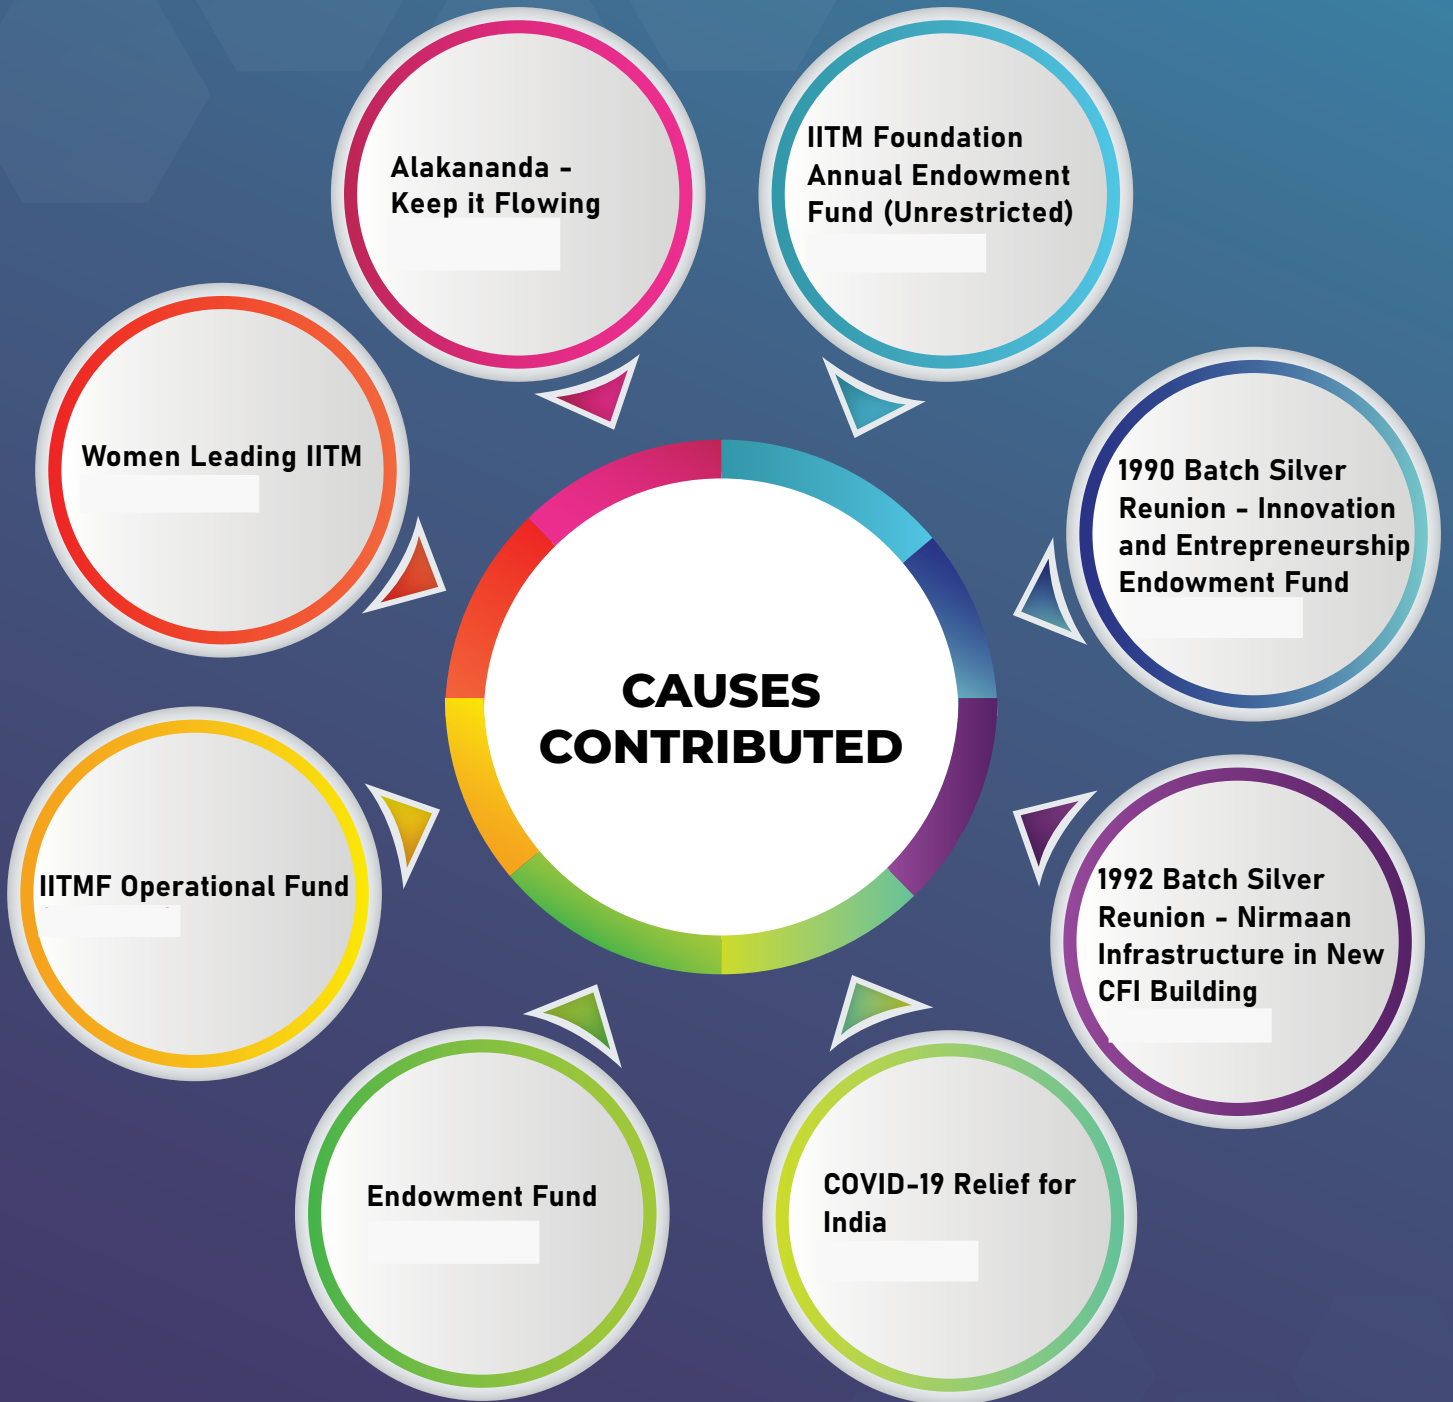 Alakananda -
Keep it Flowing
IITM Foundation
Annual Endowment
Fund (Unrestricted)
Women Leading IITM
1990 Batch Silver
Reunion - Innovation
and Entrepreneurship
Endowment Fund
CAUSES
CONTRIBUTED
IITMF Operational Fund
1992 Batch Silver
Reunion - Nirmaan
Infrastructure in New
CFI Building
Endowment Fund
COVID-19 Relief for
India